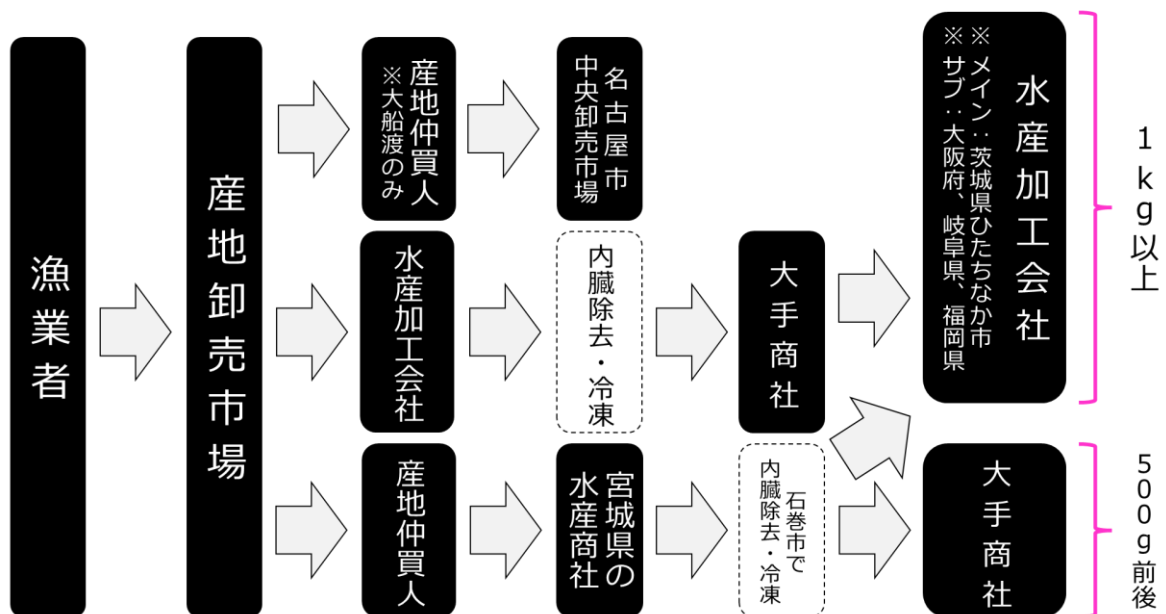 漁業者
産地卸売市場
産地仲買人
※大船渡のみ
名古屋市
中央卸売市場
水産加工会社
内臓除去・冷凍
大手商社
水産加工会社
※メイン：茨城県ひたちなか市
※サブ：大阪府、岐阜県、福岡県
1kg以上
産地仲買人
宮城県の
水産商社
石巻市で
内臓除去・冷凍
大手商社
500g前後